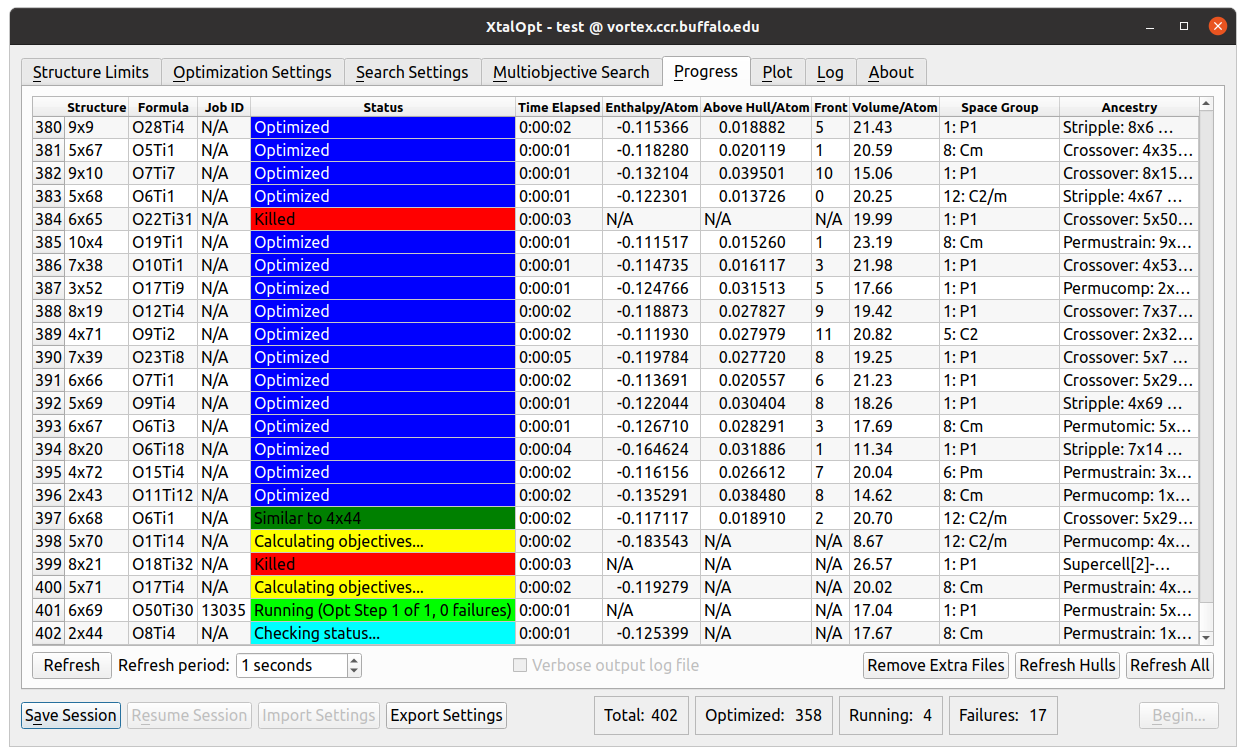 XtalOpt - test @ vortex.ccr.buffalo.edu
Structure Limits Optimization Settings Search Settings Multiobjective Search Progress Plot Log About
Structure Formula Job ID Status Time Elapsed Enthalpy/Atom Above Hull/Atom Front Volume/Atom Space Group Ancestry
380 9x9 O28Ti4 N/A Optimized 0:00:02 -0.115366 0.018882 5 21.43 1: P1 Stripple: 8x6 ...
381 5x67 O5Ti1 N/A Optimized 0:00:01 -0.118280 0.020119 1 20.59 8: Cm Crossover: 4x35...
382 9x10 O7Ti7 N/A Optimized 0:00:01 -0.132104 0.039501 10 15.06 1: P1 Crossover: 8x15...
383 5x68 O6Ti1 N/A Optimized 0:00:01 -0.122301 0.013726 0 20.25 12: C2/m Stripple: 4x67 ...
384 6x65 O22Ti31 N/A Killed 0:00:03 N/A N/A N/A 19.99 1: P1 Crossover: 5x50...
385 10x4 O19Ti1 N/A Optimized 0:00:01 -0.111517 0.015260 1 23.19 8: Cm Permustrain: 9x...
386 7x38 O10Ti1 N/A Optimized 0:00:01 -0.114735 0.016117 3 21.98 1: P1 Crossover: 4x53...
387 3x52 O17Ti9 N/A Optimized 0:00:01 -0.124766 0.031513 5 17.66 1: P1 Permucomp: 2x...
388 8x19 O12Ti4 N/A Optimized 0:00:02 -0.118873 0.027827 9 19.42 1: P1 Crossover: 7x37...
389 4x71 O9Ti2 N/A Optimized 0:00:02 -0.111930 0.027979 11 20.82 5: C2 Crossover: 2x32...
390 7x39 O23Ti8 N/A Optimized 0:00:05 -0.119784 0.027720 8 19.25 1: P1 Crossover: 5x7 ...
391 6x66 O7Ti1 N/A Optimized 0:00:02 -0.113691 0.020557 6 21.23 1: P1 Crossover: 5x29...
392 5x69 O9Ti4 N/A Optimized 0:00:01 -0.122044 0.030404 8 18.26 1: P1 Stripple: 4x69 ...
393 6x67 O6Ti3 N/A Optimized 0:00:01 -0.126710 0.028291 3 17.69 8: Cm Permutomic: 5x...
394 8x20 O6Ti18 N/A Optimized 0:00:04 -0.164624 0.031886 1 11.34 1: P1 Stripple: 7x14 ...
395 4x72 O15Ti4 N/A Optimized 0:00:02 -0.116156 0.026612 7 20.04 6: Pm Permustrain: 3x...
396 2x43 O11Ti12 N/A Optimized 0:00:02 -0.135291 0.038480 8 14.62 8: Cm Permucomp: 1x...
397 6x68 O6Ti1 N/A Similar to 4x44 0:00:02 -0.117117 0.018910 2 20.70 12: C2/m Crossover: 5x29...
398 5x70 O1Ti14 N/A Calculating objectives... 0:00:02 -0.183543 N/A N/A 8.67 12: C2/m Permucomp: 4x...
399 8x21 O18Ti32 N/A Killed 0:00:03 N/A N/A N/A 26.57 1: P1 Supercell[2]-...
400 5x71 O17Ti4 N/A Calculating objectives... 0:00:02 -0.119279 N/A N/A 20.02 8: Cm Permustrain: 4x...
401 6x69 O50Ti30 13035 Running (Opt Step 1 of 1, 0 failures) 0:00:01 N/A N/A N/A 17.04 1: P1 Permustrain: 5x...
402 2x44 O8Ti4 N/A Checking status... 0:00:01 -0.125399 N/A N/A 17.67 8: Cm Permustrain: 1x...
Refresh Refresh period: 1 seconds Verbose output log file Remove Extra Files Refresh Hulls Refresh All
Save Session Resume Session Import Settings Export Settings Total: 402 Optimized: 358 Running: 4 Failures: 17 Begin...